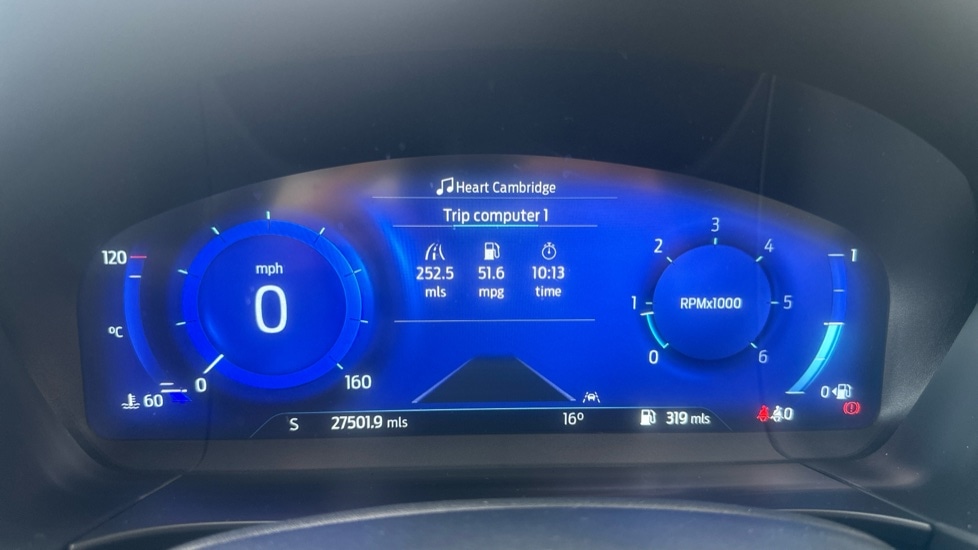 Heart Cambridge
Trip computer 1
252.5 51.6 10:13
mls mpg time
120
°C
60
mph
0
0
160
0
1
2
3
4
5
6
RPMx1000
1
0
S 27501.9 mls 16° 319 mls 0